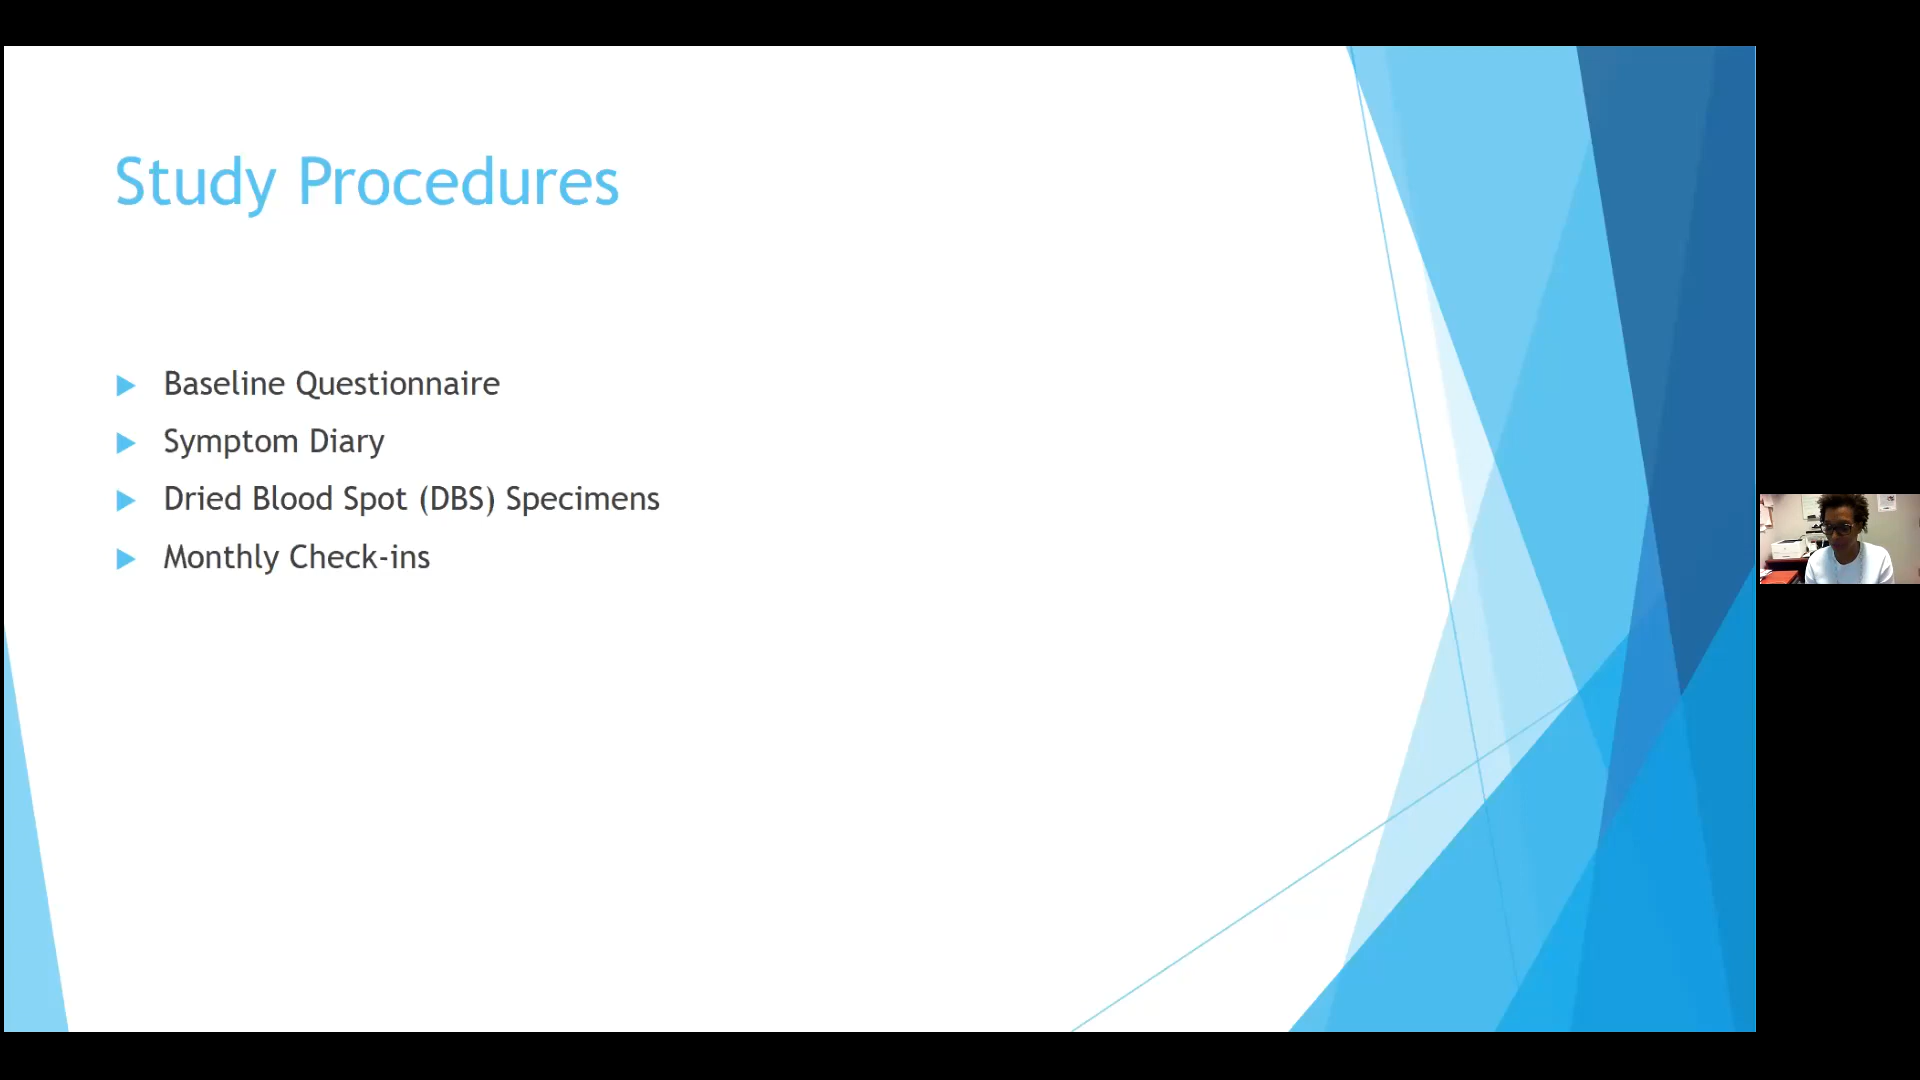 Study Procedures
Baseline Questionnaire
Symptom Diary
Dried Blood Spot (DBS) Specimens
Monthly Check-ins